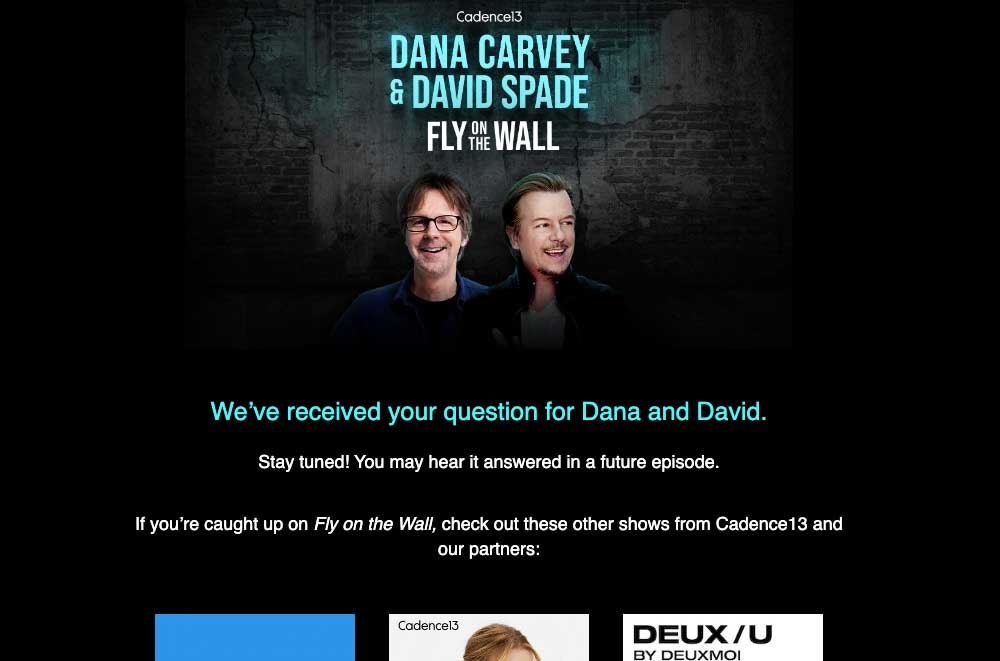 Cadence13
DANA CARVEY
& DAVID SPADE
FLY ON THE WALL
We’ve received your question for Dana and David.
Stay tuned! You may hear it answered in a future episode.
If you’re caught up on Fly on the Wall, check out these other shows from Cadence13 and
our partners:
Cadence13
DEUX / U
BY DEUXMOI